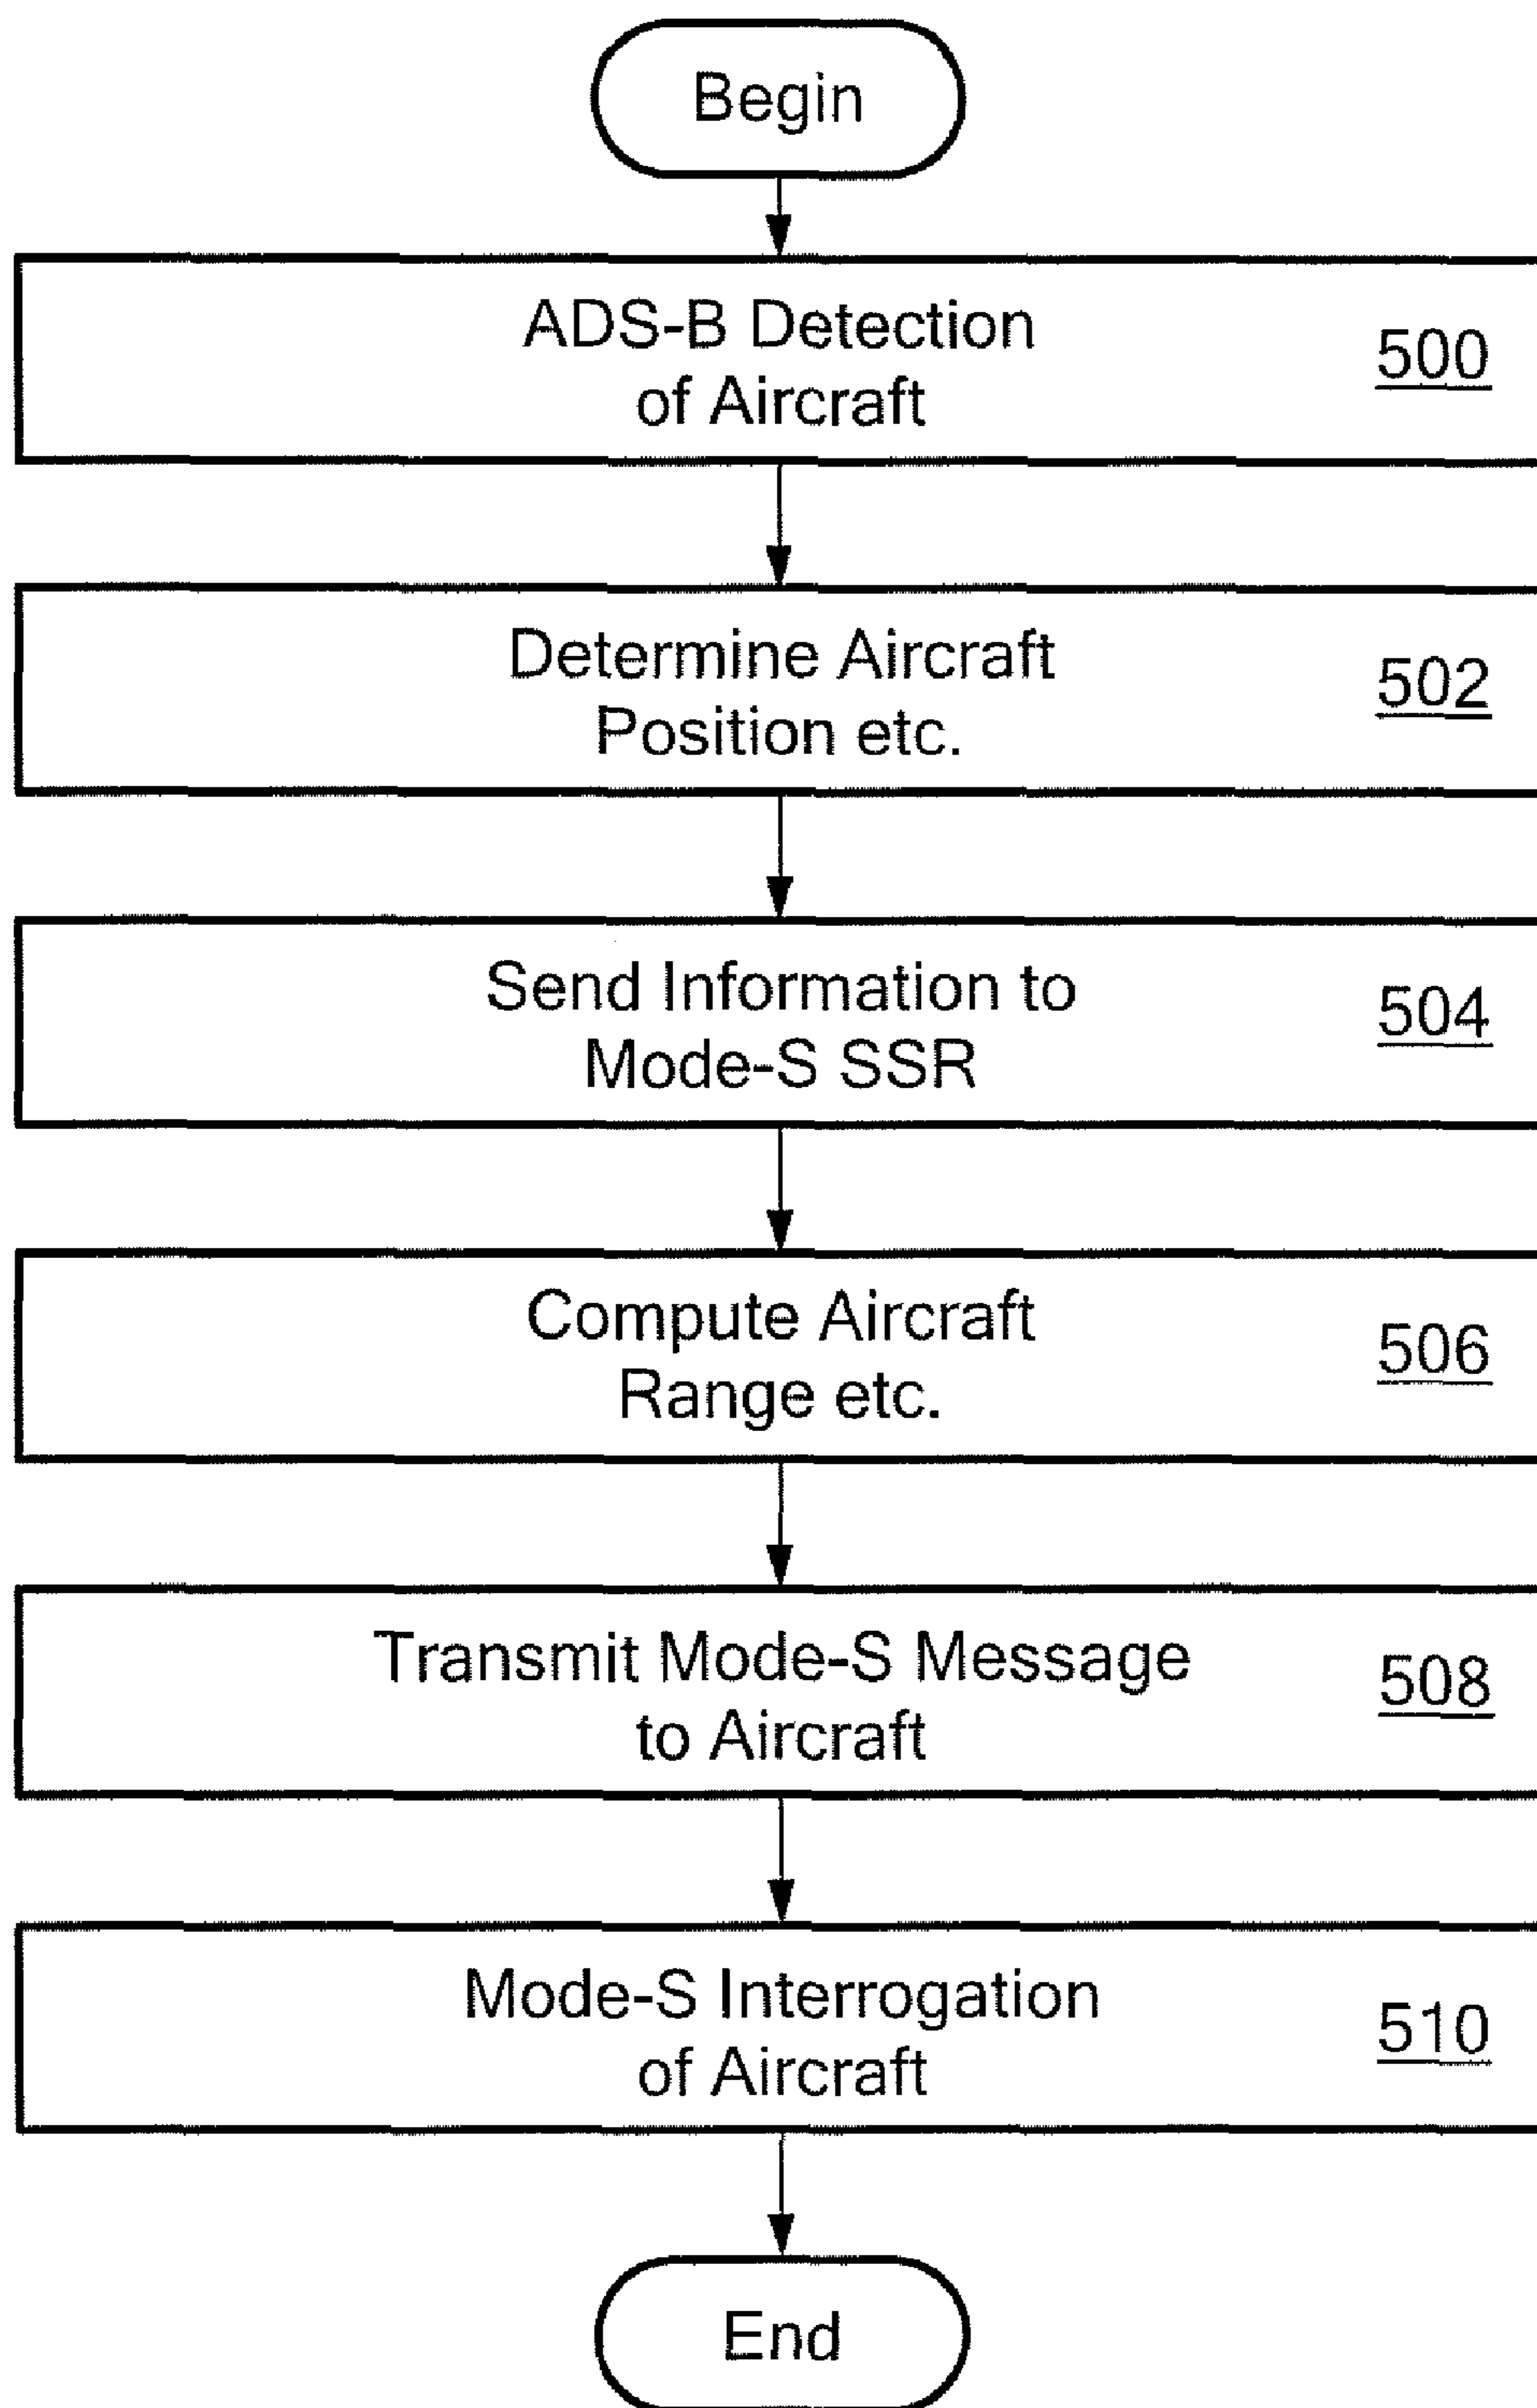 Begin
ADS-B Detection
of Aircraft
500
Determine Aircraft
Position etc.
502
Send Information to
Mode-S SSR
504
Compute Aircraft
Range etc.
506
Transmit Mode-S Message
to Aircraft
508
Mode-S Interrogation
of Aircraft
510
End